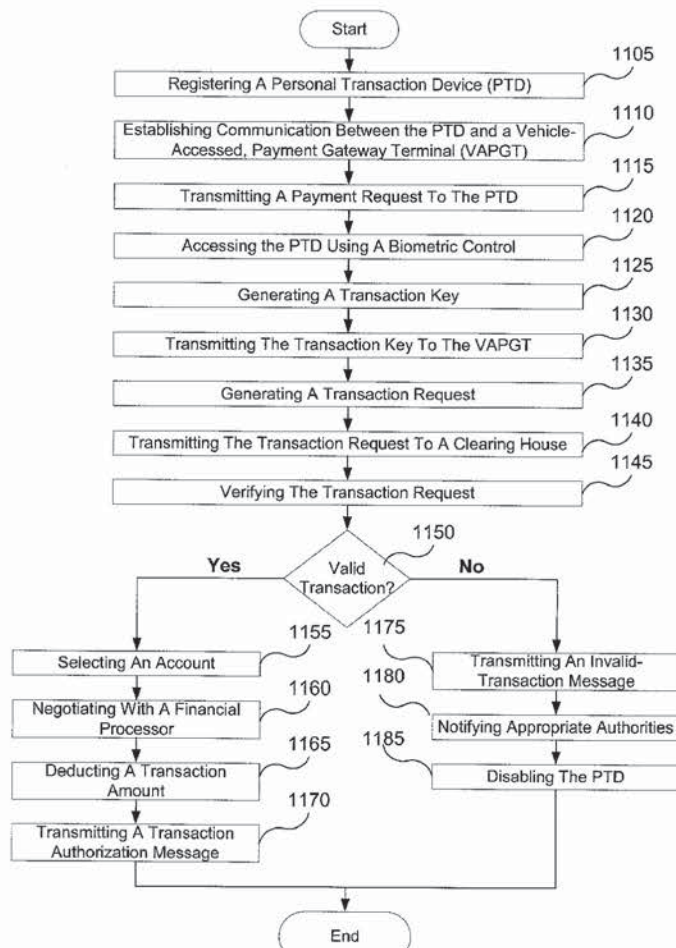 Start
1105
Registering A Personal Transaction Device (PTD)
1110
Establishing Communication Between the PTD and a Vehicle-
Accessed, Payment Gateway Terminal (VAPGT)
1115
Transmitting A Payment Request To The PTD
1120
Accessing the PTD Using A Biometric Control
1125
Generating A Transaction Key
1130
Transmitting The Transaction Key To The VAPGT
1135
Generating A Transaction Request
1140
Transmitting The Transaction Request To A Clearing House
1145
Verifying The Transaction Request
1150
Valid
Transaction?
Yes
No
1155
Selecting An Account
1160
Negotiating With A Financial
Processor
1165
Deducting A Transaction
Amount
1170
Transmitting A Transaction
Authorization Message
1175
Transmitting An Invalid-
Transaction Message
1180
Notifying Appropriate Authorities
1185
Disabling The PTD
End